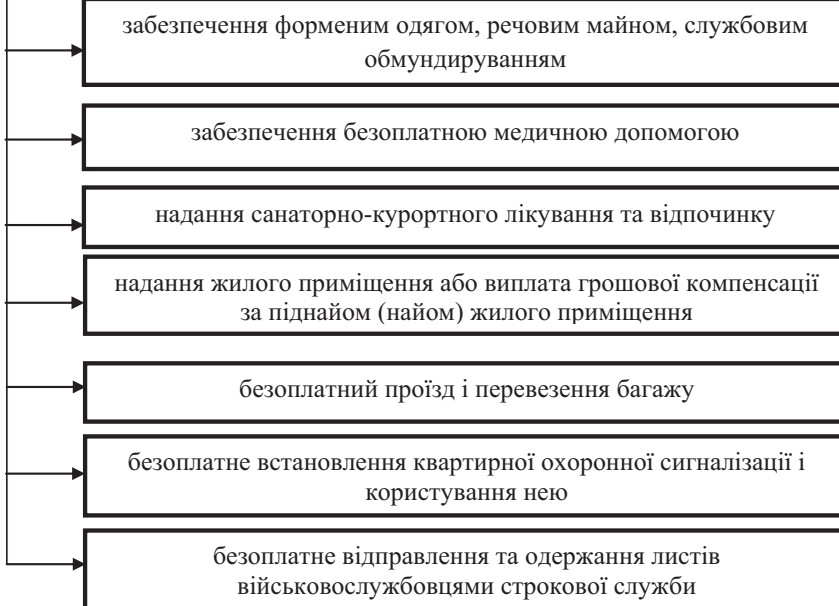 забезпечення форменим одягом, речовим майном, службовим
обмундируванням
забезпечення безоплатною медичною допомогою
надання санаторно-курортного лікування та відпочинку
надання жилого приміщення або виплата грошової компенсації
за піднайом (найом) жилого приміщення
безоплатний проїзд і перевезення багажу
безоплатне встановлення квартирної охоронної сигналізації і
користування нею
безоплатне відправлення та одержання листів
військовослужбовцями строкової служби